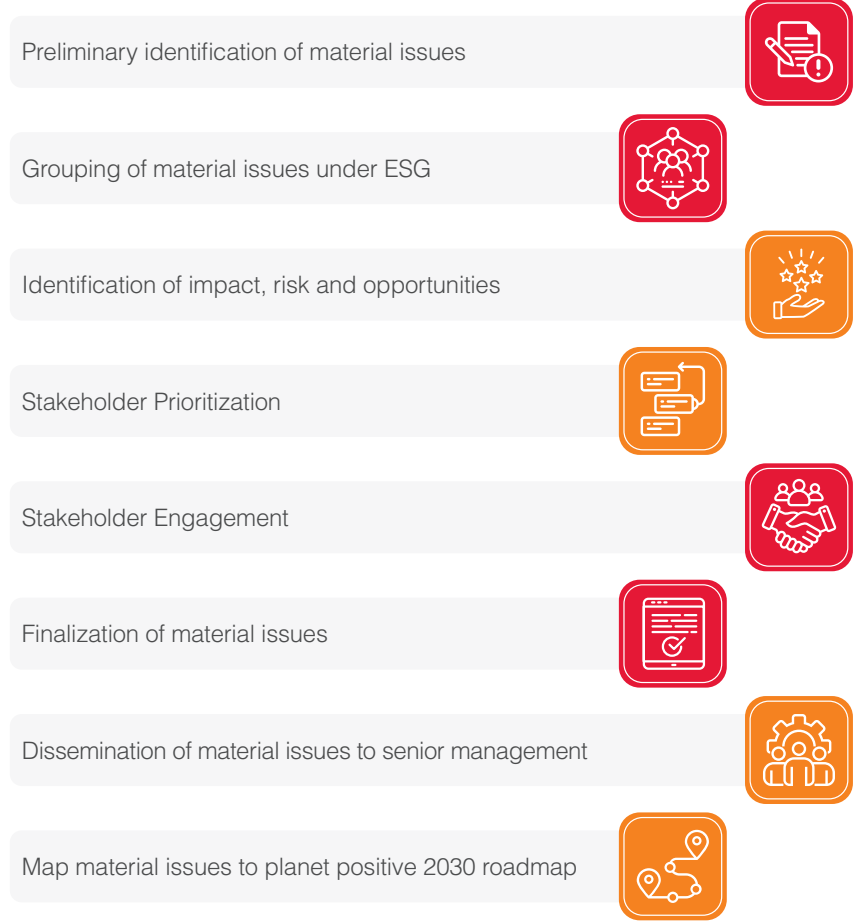 Preliminary identification of material issues
Grouping of material issues under ESG
Identification of impact, risk and opportunities
Stakeholder Prioritization
Stakeholder Engagement
Finalization of material issues
Dissemination of material issues to senior management
Map material issues to planet positive 2030 roadmap